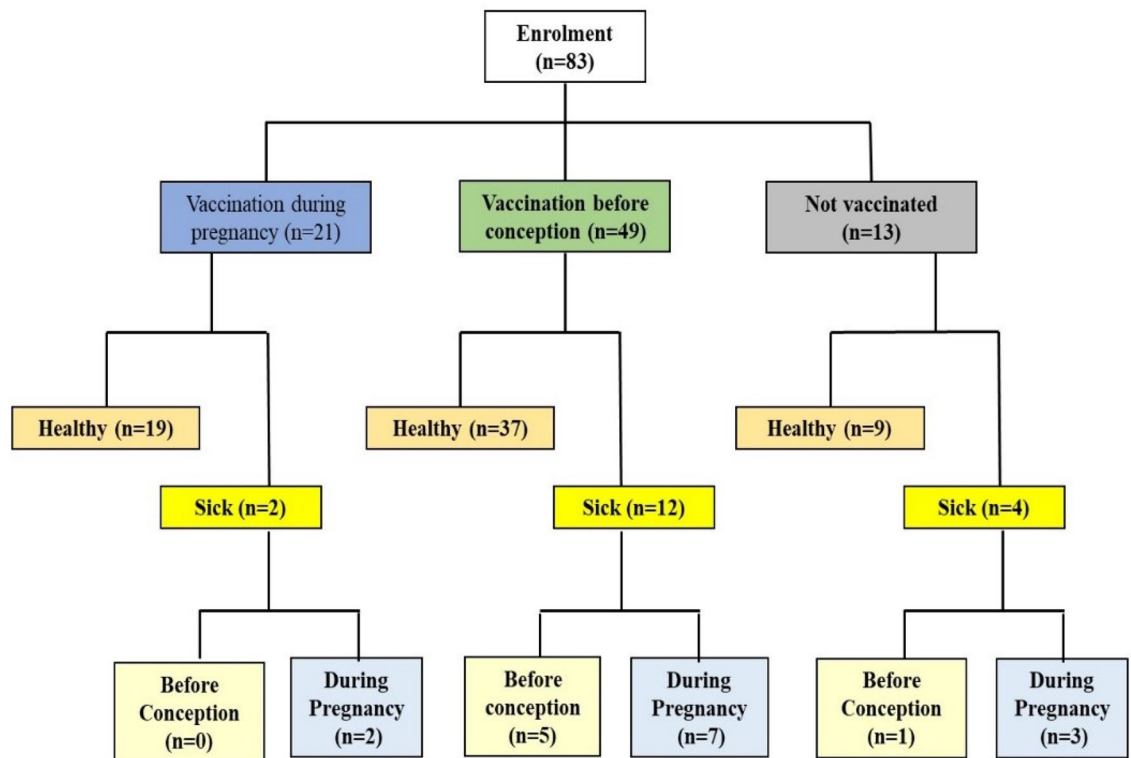 Enrolment
(n=83)
Vaccination during
pregnancy (n=21)
Vaccination before
conception (n=49)
Not vaccinated
(n=13)
Healthy (n=19)
Healthy (n=37)
Healthy (n=9)
Sick (n=2)
Sick (n=12)
Sick (n=4)
Before
Conception
(n=0)
During
Pregnancy
(n=2)
Before
conception
(n=5)
During
Pregnancy
(n=7)
Before
Conception
(n=1)
During
Pregnancy
(n=3)